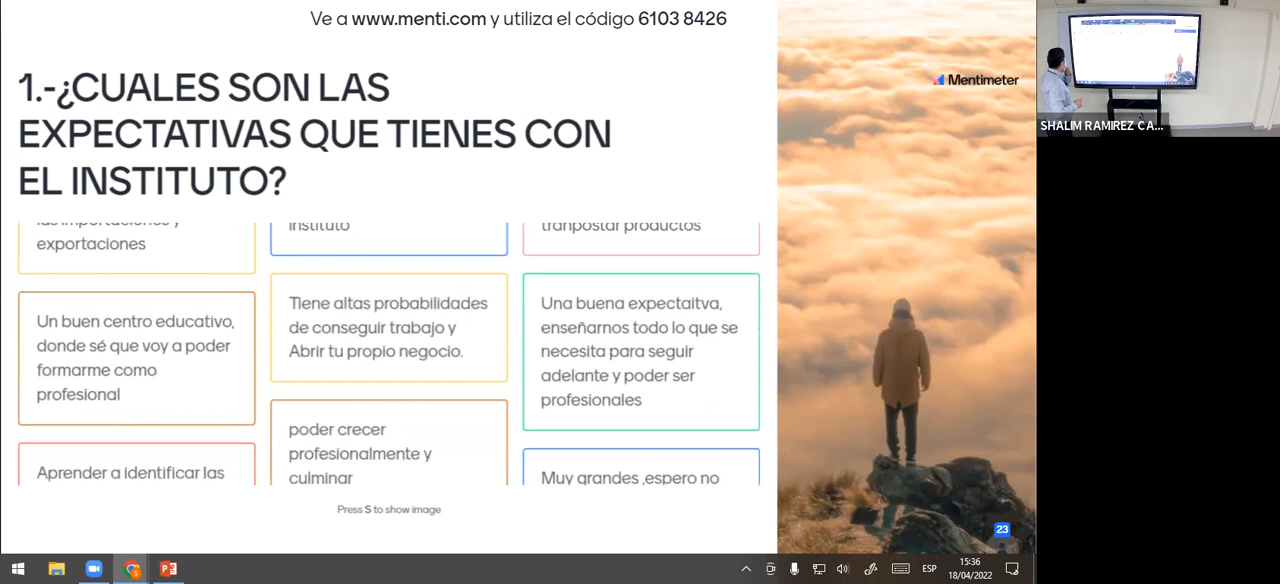 Ve a www.menti.com y utiliza el código 6103 8426
1.-¿CUALES SON LAS
EXPECTATIVAS QUE TIENES CON
EL INSTITUTO?
Mentimeter
SHALIM RAMIREZ CA...
las importaciones y
exportaciones
Un buen centro educativo,
donde sé que voy a poder
formarme como
profesional
Aprender a identificar las
instituto
Tiene altas probabilidades
de conseguir trabajo y
Abrir tu propio negocio.
poder crecer
profesionalmente y
culminar
tranpostar productos
Una buena expectaitva,
enseñarnos todo lo que se
necesita para seguir
adelante y poder ser
profesionales
Muy grandes ,espero no
Press S to show image
23
ESP
15:36
18/04/2022